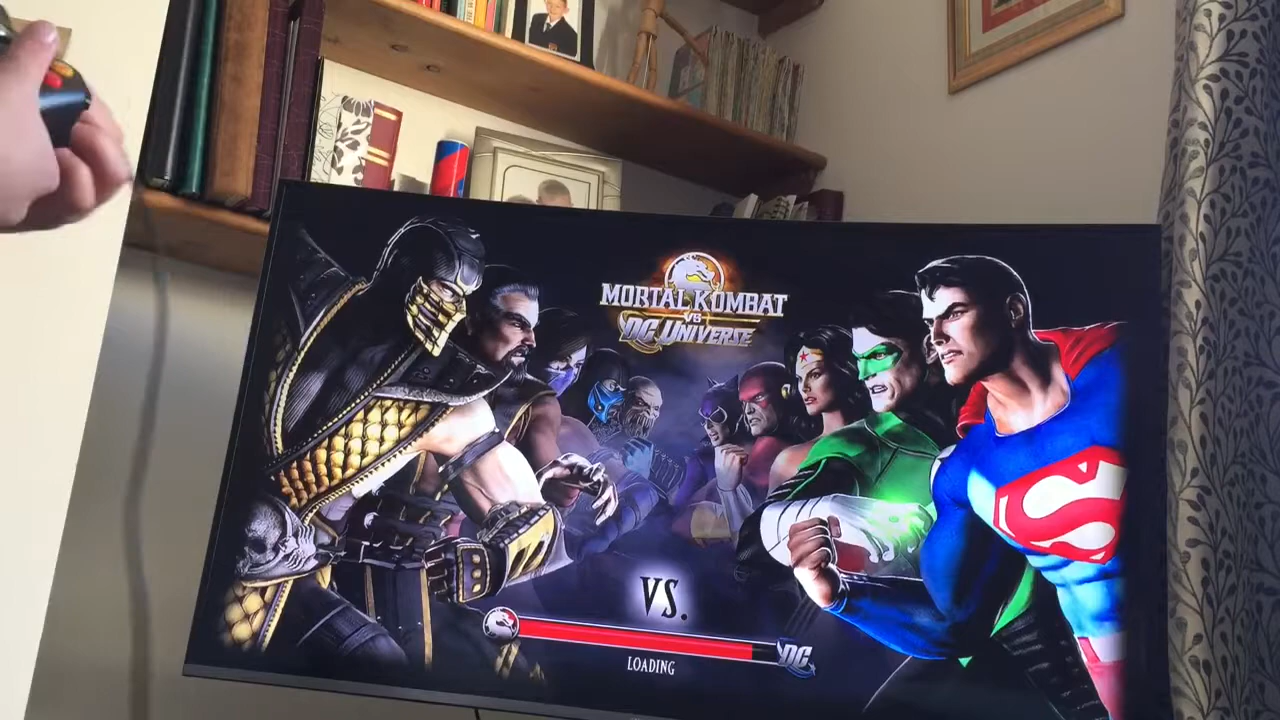 MORTAL KOMBAT
VS
DC UNIVERSE
S
VS.
DC
LOADING